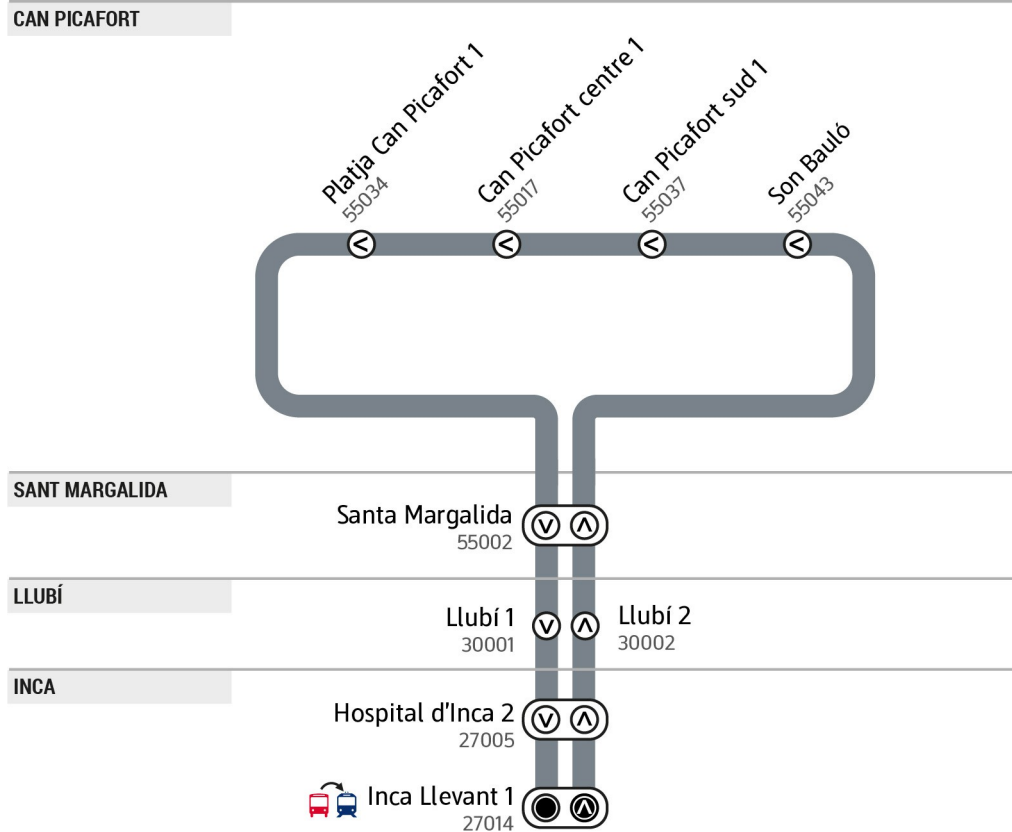 CAN PICAFORT
Platja Can Picafort 1
55034
Can Picafort centre 1
55017
Can Picafort sud 1
55037
Son Bauló
55043
SANT MARGALIDA
Santa Margalida
55002
LLUBÍ
Llubí 1
30001
Llubí 2
30002
INCA
Hospital d'Inca 2
27005
Inca Llevant 1
27014